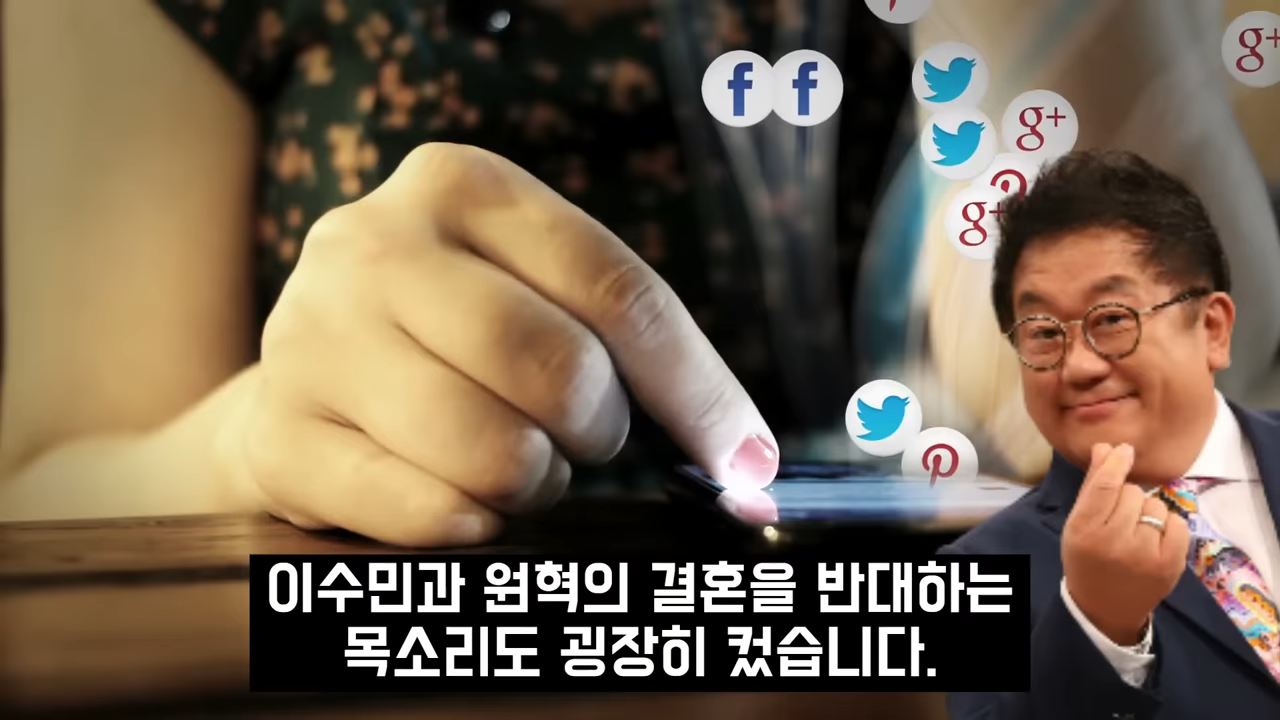 f f
g+
g+
g+
이수민과 원혁의 결혼을 반대하는
목소리도 굉장히 컸습니다.